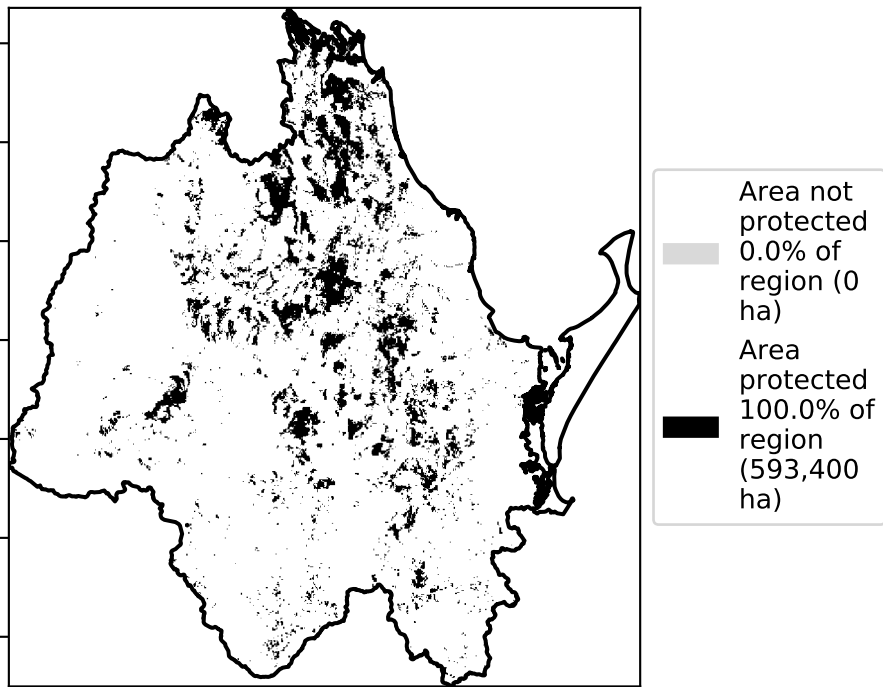 Area not
protected
0.0% of
region (0
ha)
Area
protected
100.0% of
region
(593,400
ha)